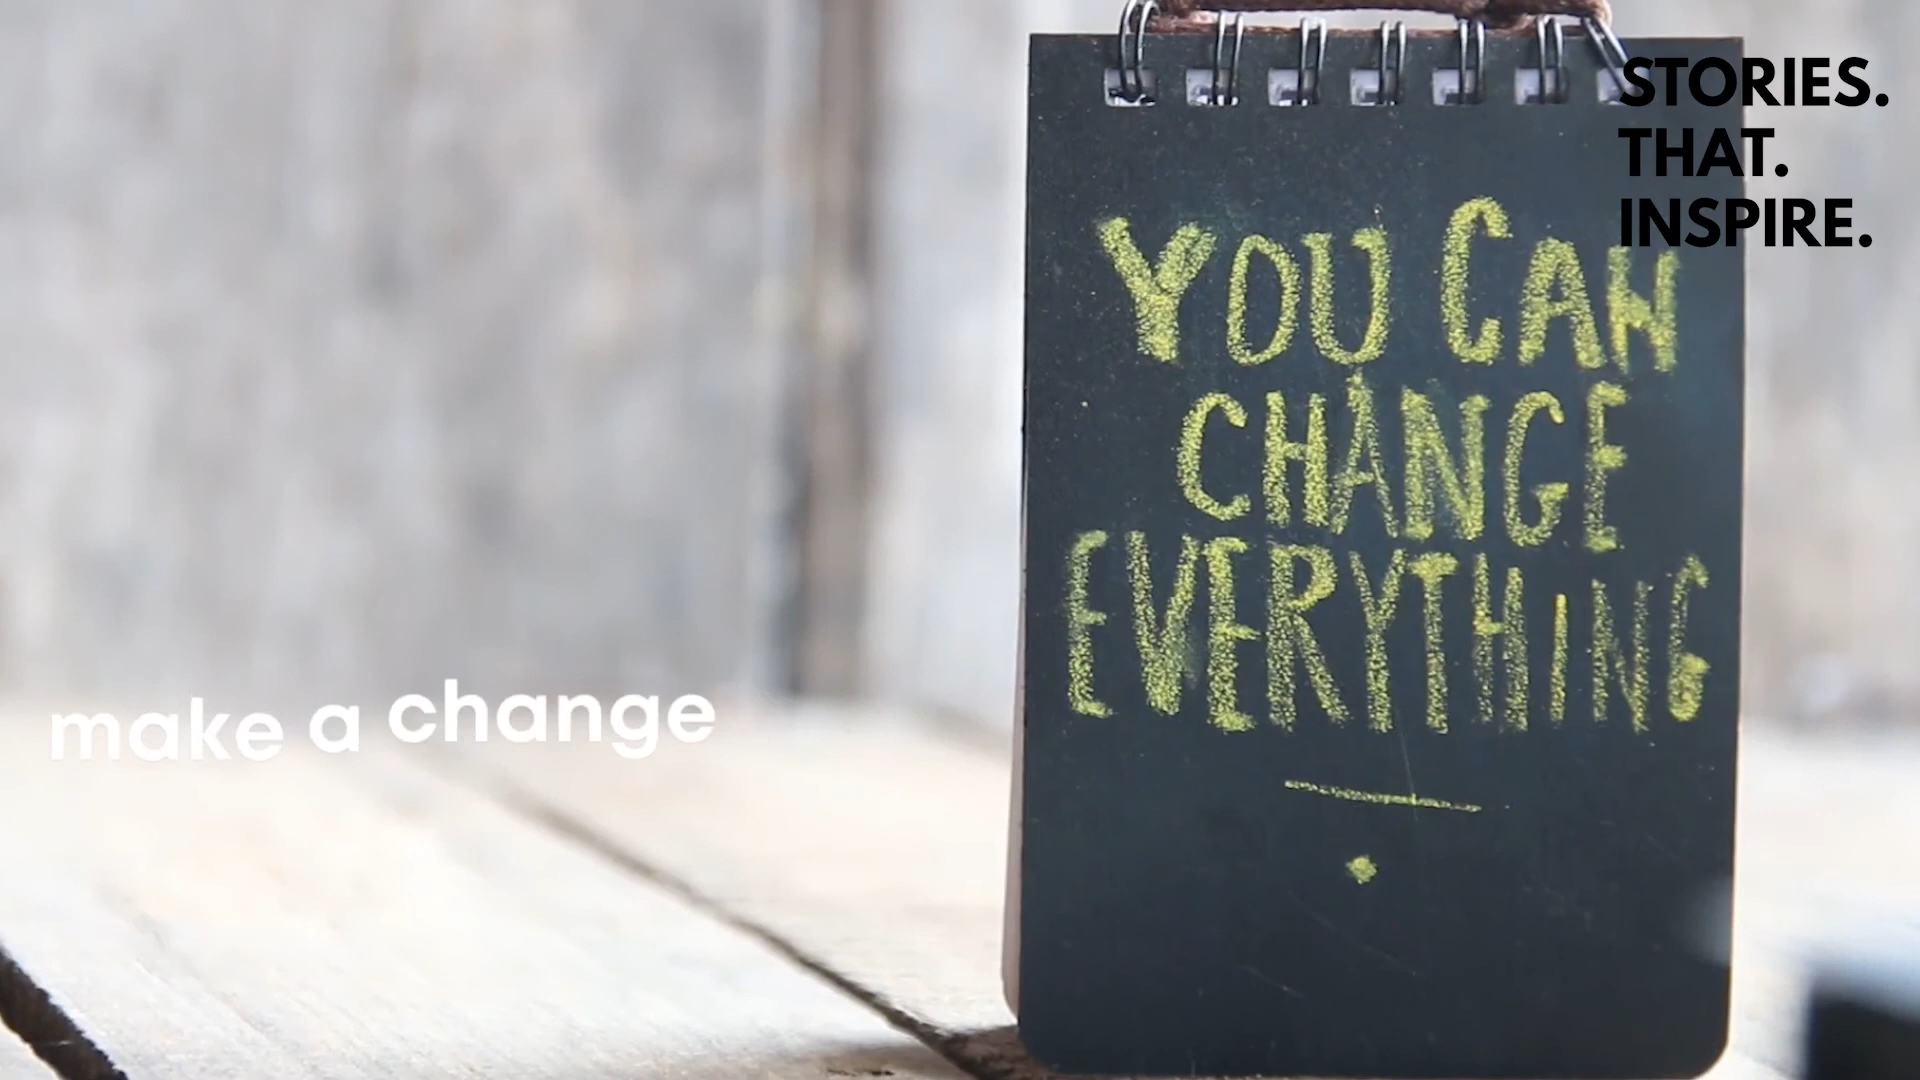 STORIES.
THAT.
INSPIRE.
YOU CAN
CHANGE
EVERYTHING
make a change